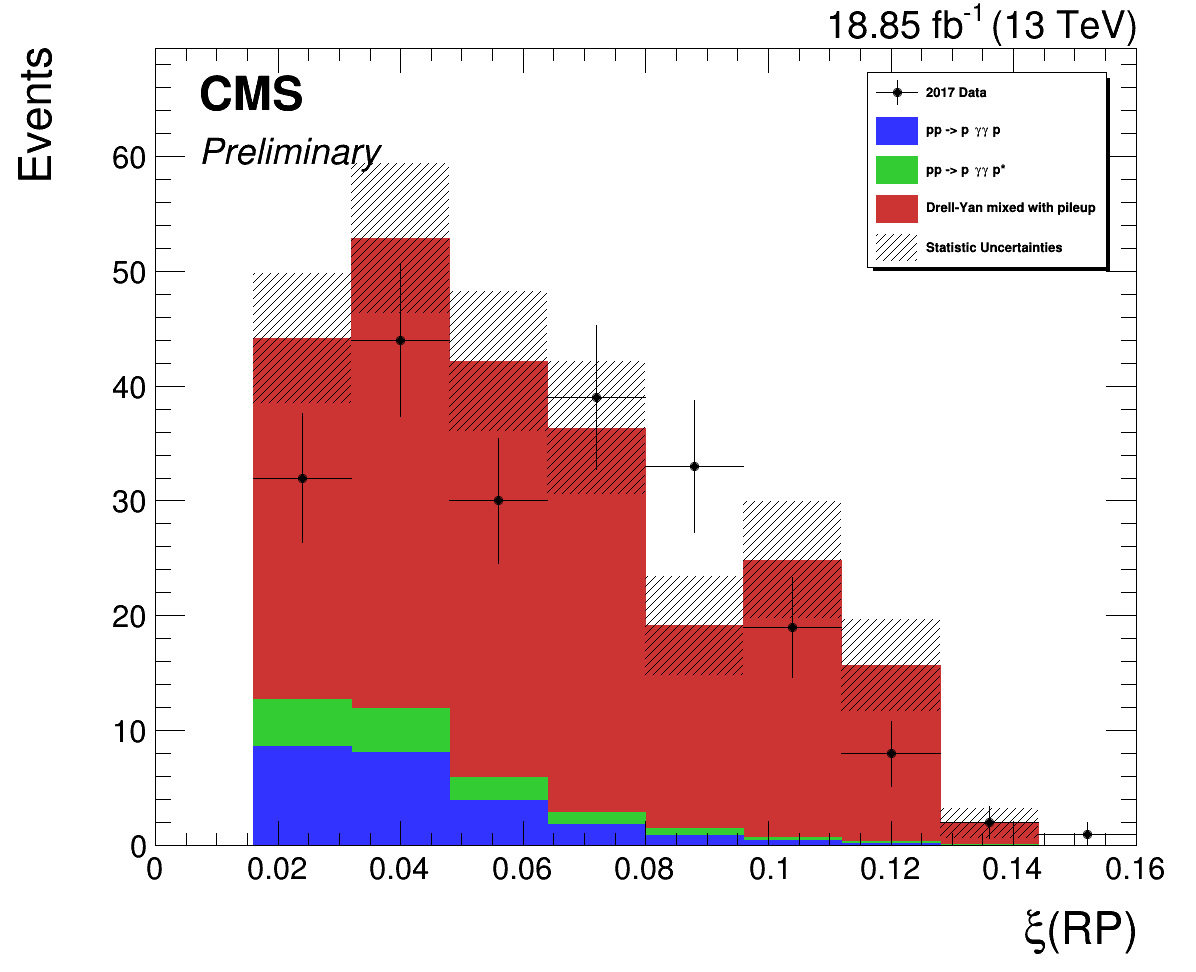 18.85 fb⁻¹ (13 TeV)
Events
CMS
Preliminary
2017 Data
pp -> p γγ p
pp -> p γγ p*
Drell-Yan mixed with pileup
Statistic Uncertainties
60
50
40
30
20
10
0
0 0.02 0.04 0.06 0.08 0.1 0.12 0.14 0.16
ξ(RP)